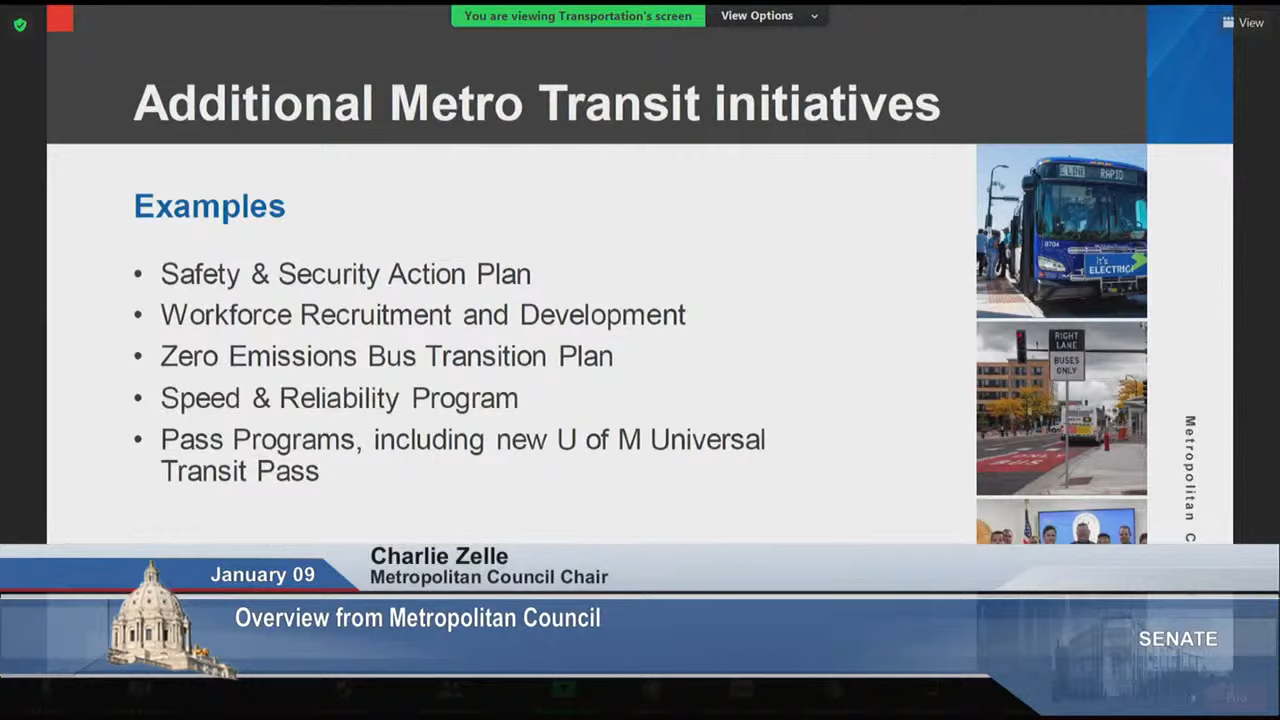 You are viewing Transportation's screen
View Options
View
Additional Metro Transit initiatives
Examples
• Safety & Security Action Plan
• Workforce Recruitment and Development
• Zero Emissions Bus Transition Plan
• Speed & Reliability Program
• Pass Programs, including new U of M Universal
Transit Pass
RAPID
8704
it's
ELECTRIC
RIGHT
LANE
BUSES
ONLY
ONLY
BUS
Metropolitan C
Charlie Zelle
Metropolitan Council Chair
January 09
Overview from Metropolitan Council
SENATE